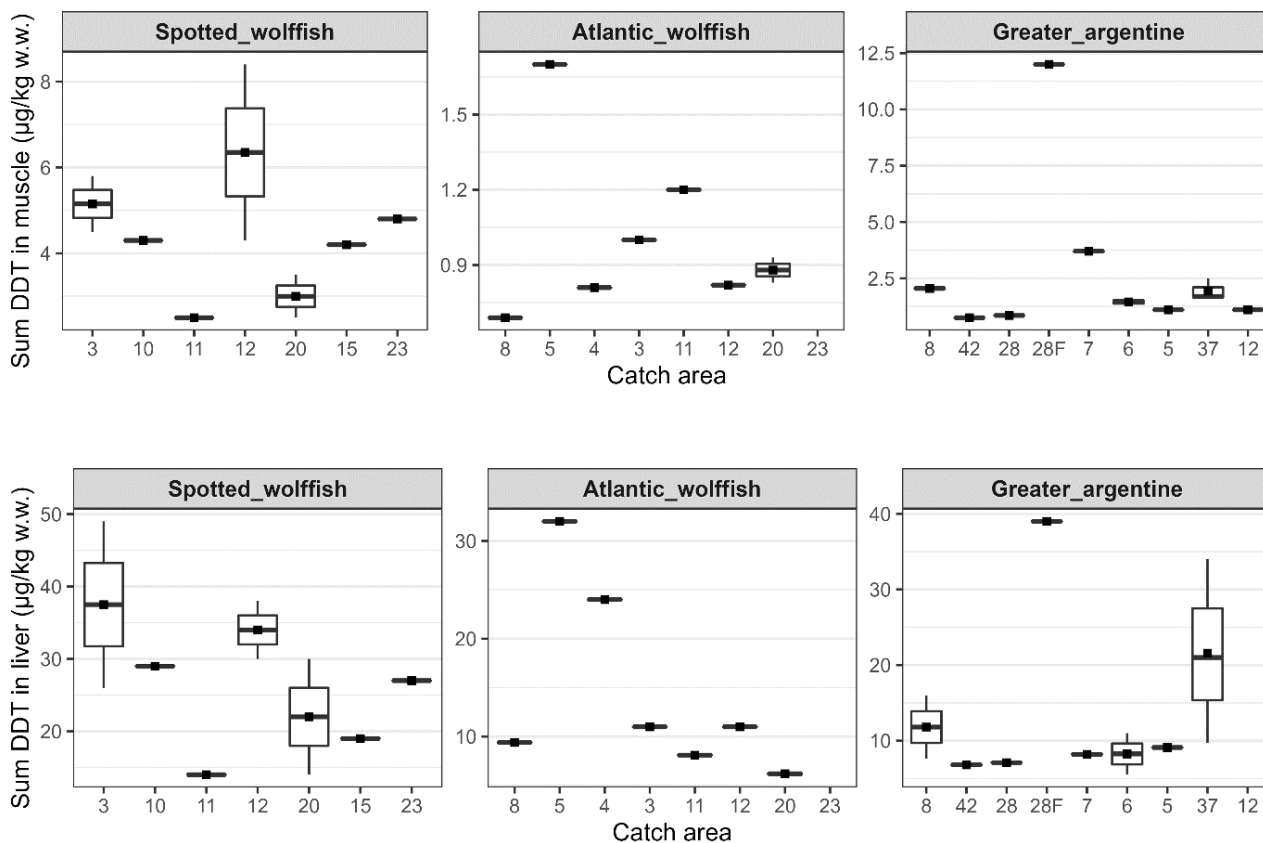 Spotted_wolffish
Atlantic_wolffish
Greater_argentine
Sum DDT in muscle (µg/kg w.w.)
8
6
4
3 10 11 12 20 15 23
1.5
1.2
0.9
8 5 4 3 11 12 20 23
12.5
10.0
7.5
5.0
2.5
8 42 28 28F 7 6 5 37 12
Catch area
Spotted_wolffish
Atlantic_wolffish
Greater_argentine
Sum DDT in liver (µg/kg w.w.)
50
40
30
20
3 10 11 12 20 15 23
30
20
10
8 5 4 3 11 12 20 23
40
30
20
10
8 42 28 28F 7 6 5 37 12
Catch area